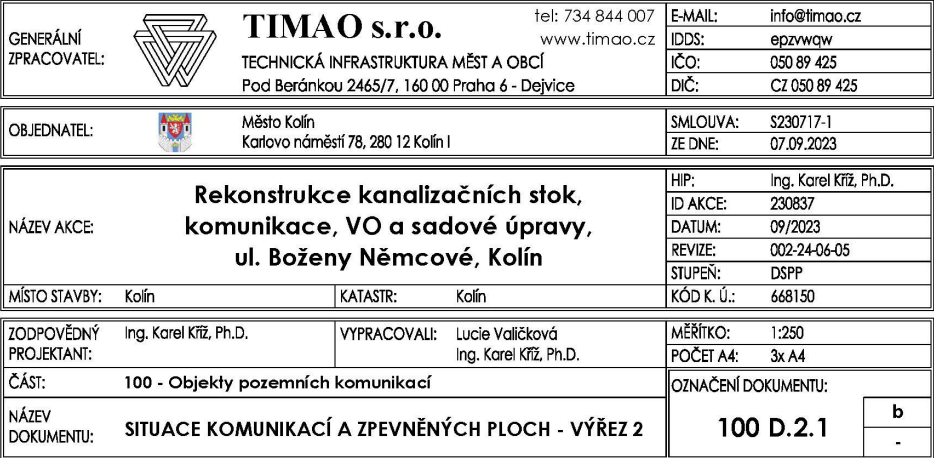 GENERÁLNÍ
ZPRACOVATEL:
TIMAO s.r.o.
tel: 734 844 007
www.timao.cz
TECHNICKÁ INFRASTRUKTURA MĚST A OBCÍ
Pod Beránkou 2465/7, 160 00 Praha 6 - Dejvice
E-MAIL: info@timao.cz
IDDS: epzvwqw
IČO: 050 89 425
DIČ: CZ 050 89 425
OBJEDNATEL:
Město Kolín
Karlovo náměstí 78, 280 12 Kolín I
SMLOUVA: S230717-1
ZE DNE: 07.09.2023
NÁZEV AKCE:
Rekonstrukce kanalizačních stok,
komunikace, VO a sadové úpravy,
ul. Boženy Němcové, Kolín
HIP: Ing. Karel Kříž, Ph.D.
ID AKCE: 230837
DATUM: 09/2023
REVIZE: 002-24-06-05
STUPEŇ: DSPP
MÍSTO STAVBY: Kolín KATASTR: Kolín KÓD K. Ú.: 668150
ZODPOVĚDNÝ
PROJEKTANT:
Ing. Karel Kříž, Ph.D.
VYPRACOVALI: Lucie Valíčková
Ing. Karel Kříž, Ph.D.
MĚŘÍTKO: 1:250
POČET A4: 3x A4
ČÁST: 100 - Objekty pozemních komunikací
OZNAČENÍ DOKUMENTU:
NÁZEV
DOKUMENTU:
SITUACE KOMUNIKACÍ A ZPEVNĚNÝCH PLOCH - VÝŘEZ 2
100 D.2.1
b
-